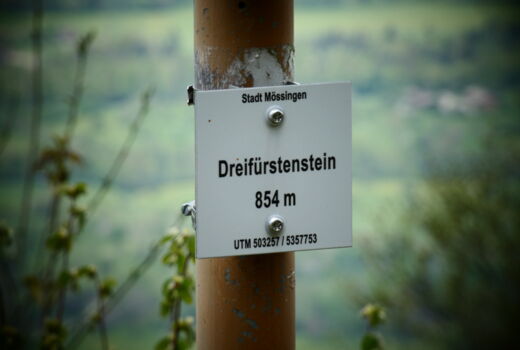 Stadt Mössingen
Dreifürstenstein
854 m
UTM 503257 / 5357753